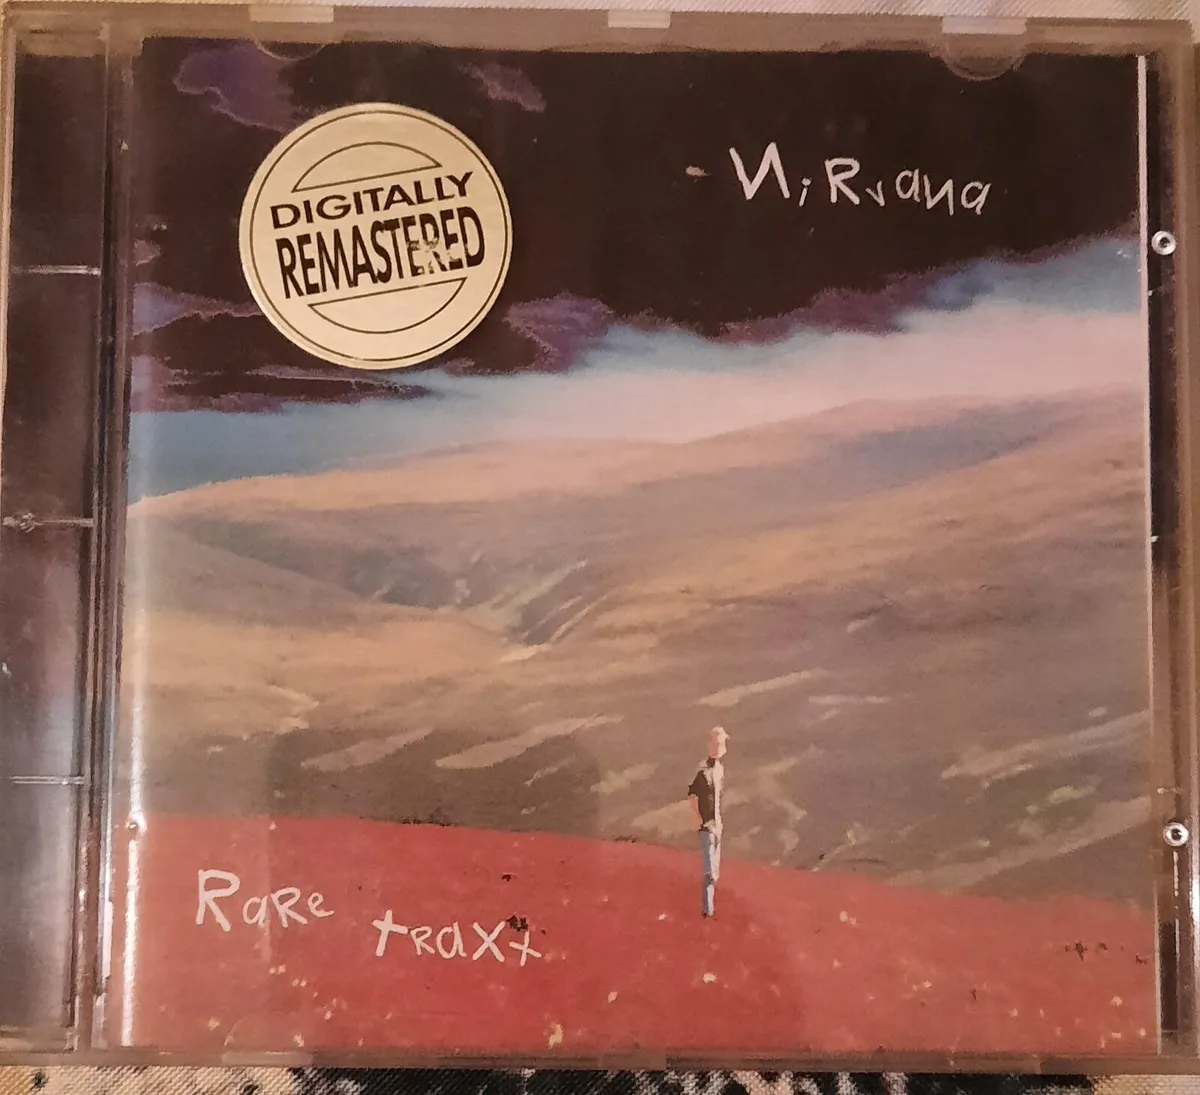 DIGITALLY
REMASTERED
NiRvana
RaRe tRaxx